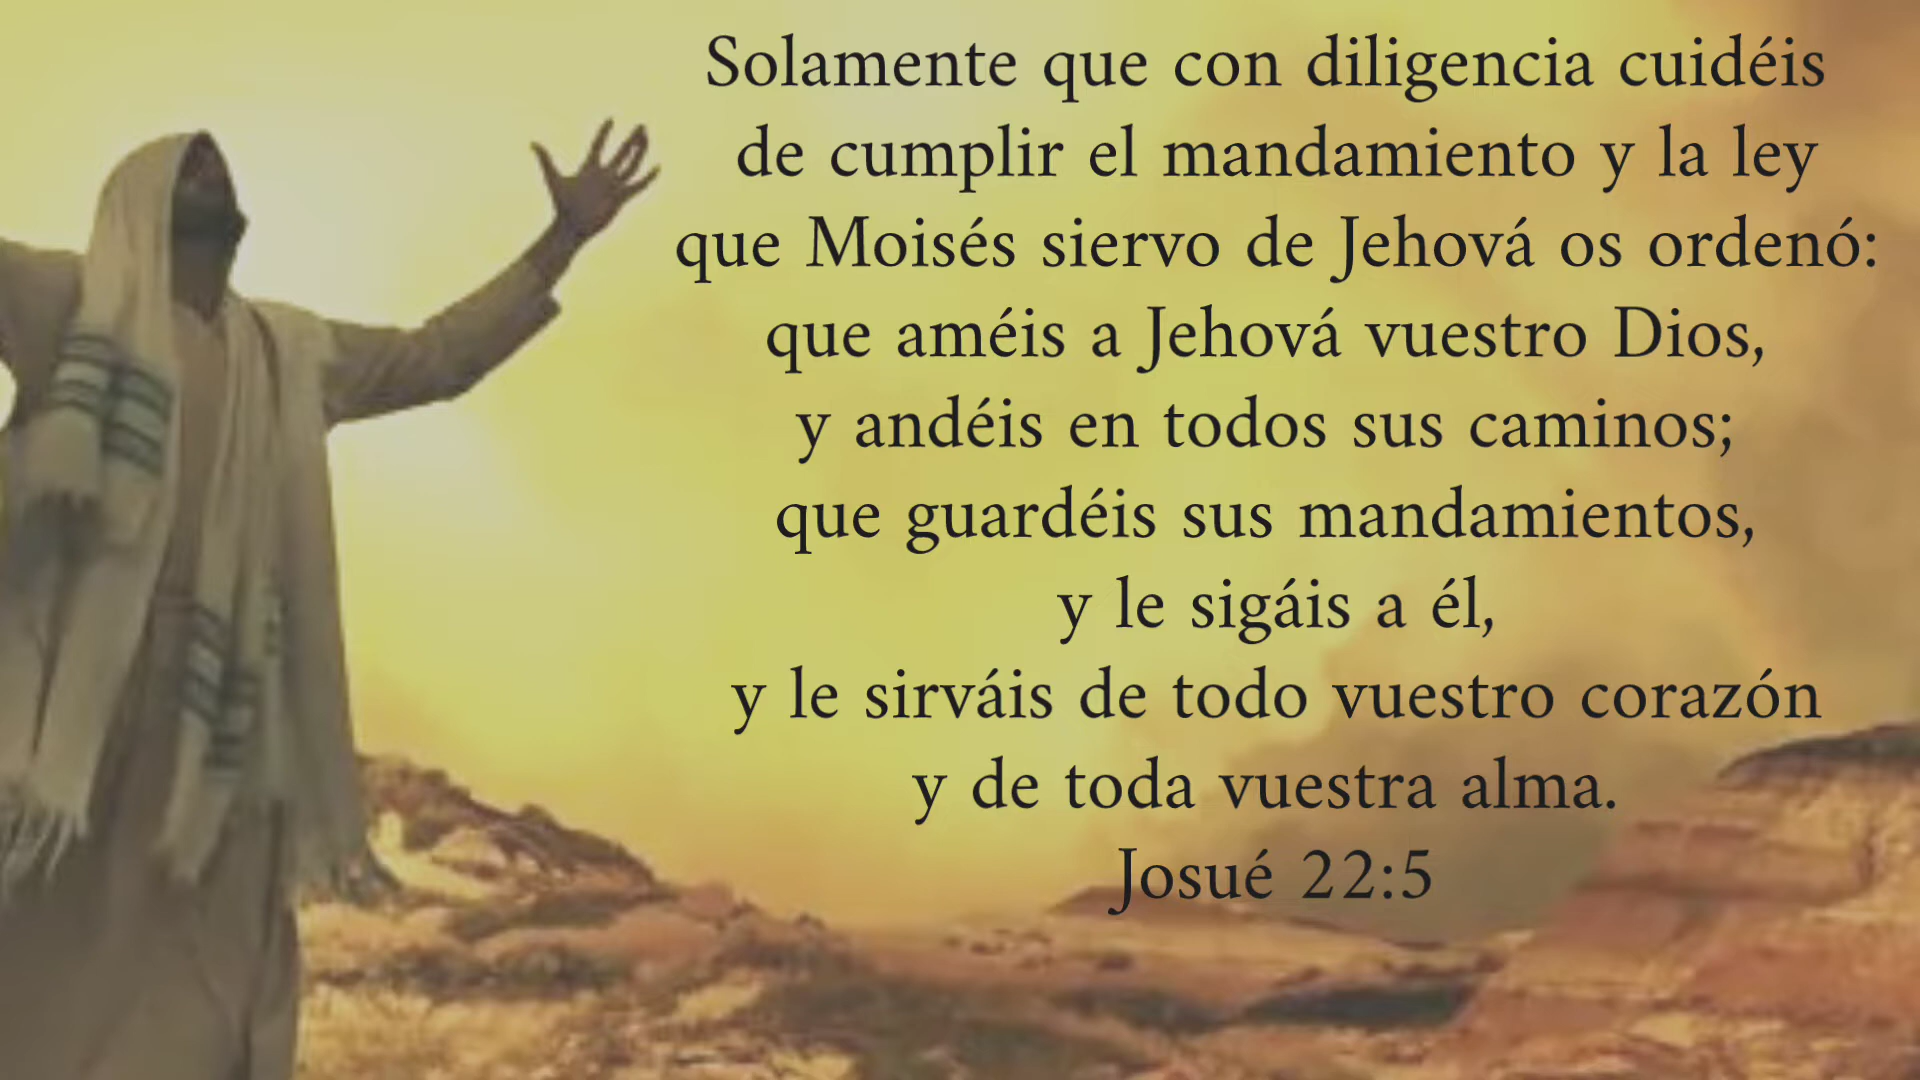 Solamente que con diligencia cuidéis
de cumplir el mandamiento y la ley
que Moisés siervo de Jehová os ordenó:
que améis a Jehová vuestro Dios,
y andéis en todos sus caminos;
que guardéis sus mandamientos,
y le sigáis a él,
y le sirváis de todo vuestro corazón
y de toda vuestra alma.
Josué 22:5